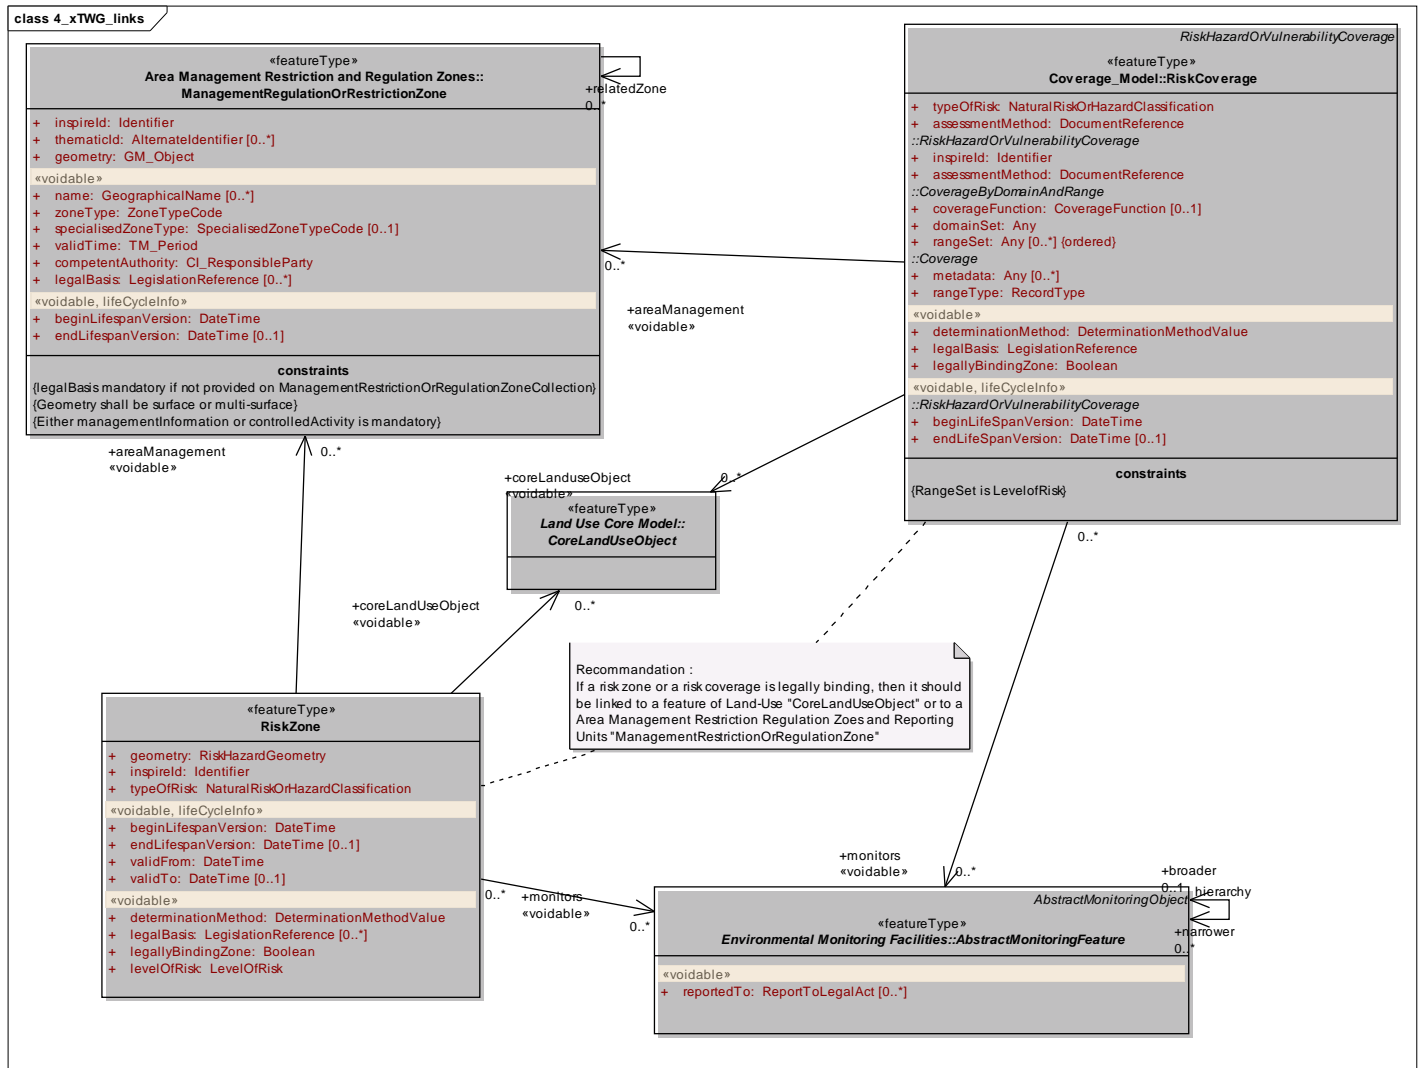 class 4_xTWG_links
«featureType»
Area Management Restriction and Regulation Zones::
ManagementRegulationOrRestrictionZone
+ inspireId: Identifier
+ thematicId: AlternateIdentifier [0..*]
+ geometry: GM_Object
«voidable»
+ name: GeographicalName [0..*]
+ zoneType: ZoneTypeCode
+ specialisedZoneType: SpecialisedZoneTypeCode [0..1]
+ validTime: TM_Period
+ competentAuthority: CI_ResponsibleParty
+ legalBasis: LegislationReference [0..*]
«voidable, lifeCycleInfo»
+ beginLifespanVersion: DateTime
+ endLifespanVersion: DateTime [0..1]
constraints
{legalBasis mandatory if not provided on ManagementRestrictionOrRegulationZoneCollection}
{Geometry shall be surface or multi-surface}
{Either managementInformation or controlledActivity is mandatory}
+relatedZone
0..*
RiskHazardOrVulnerabilityCoverage
«featureType»
Coverage_Model::RiskCoverage
+ typeOfRisk: NaturalRiskOrHazardClassification
+ assessmentMethod: DocumentReference
::RiskHazardOrVulnerabilityCoverage
+ inspireId: Identifier
+ assessmentMethod: DocumentReference
::CoverageByDomainAndRange
+ coverageFunction: CoverageFunction [0..1]
+ domainSet: Any
+ rangeSet: Any [0..*] {ordered}
::Coverage
+ metadata: Any [0..*]
+ rangeType: RecordType
«voidable»
+ determinationMethod: DeterminationMethodValue
+ legalBasis: LegislationReference
+ legallyBindingZone: Boolean
«voidable, lifeCycleInfo»
::RiskHazardOrVulnerabilityCoverage
+ beginLifeSpanVersion: DateTime
+ endLifeSpanVersion: DateTime [0..1]
constraints
{RangeSet is LevelofRisk}
0..*
+areaManagement
«voidable»
+areaManagement
«voidable»
0..*
+coreLanduseObject
«voidable»
0..*
«featureType»
Land Use Core Model::
CoreLandUseObject
0..*
+coreLandUseObject
«voidable»
0..*
Recommandation :
If a risk zone or a risk coverage is legally binding, then it should
be linked to a feature of Land-Use "CoreLandUseObject" or to a
Area Management Restriction Regulation Zoes and Reporting
Units "ManagementRestrictionOrRegulationZone"
«featureType»
RiskZone
+ geometry: RiskHazardGeometry
+ inspireId: Identifier
+ typeOfRisk: NaturalRiskOrHazardClassification
«voidable, lifeCycleInfo»
+ beginLifespanVersion: DateTime
+ endLifespanVersion: DateTime [0..1]
+ validFrom: DateTime
+ validTo: DateTime [0..1]
«voidable»
+ determinationMethod: DeterminationMethodValue
+ legalBasis: LegislationReference [0..*]
+ legallyBindingZone: Boolean
+ levelOfRisk: LevelOfRisk
0..*
+monitors
«voidable»
0..*
+monitors
«voidable»
0..*
+broader
0..1
hierarchy
+narrower
0..*
AbstractMonitoringObject
«featureType»
Environmental Monitoring Facilities::AbstractMonitoringFeature
«voidable»
+ reportedTo: ReportToLegalAct [0..*]